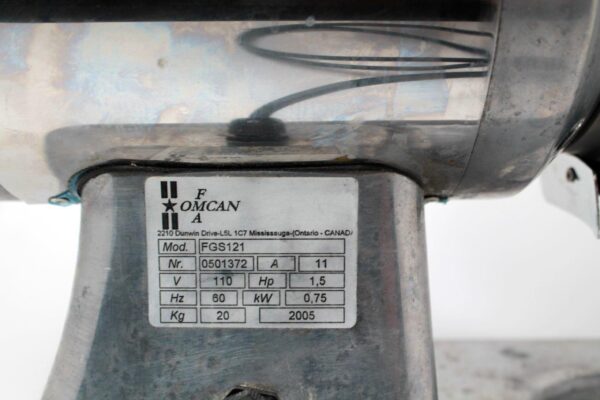 F
OMCAN
M
A
2210 Dunwin Drive-L5L 1C7 Mississauga-(Ontario - CANADA
Mod. FGS121
Nr. 0501372 A 11
V 110 Hp 1,5
Hz 60 kW 0,75
Kg 20 2005